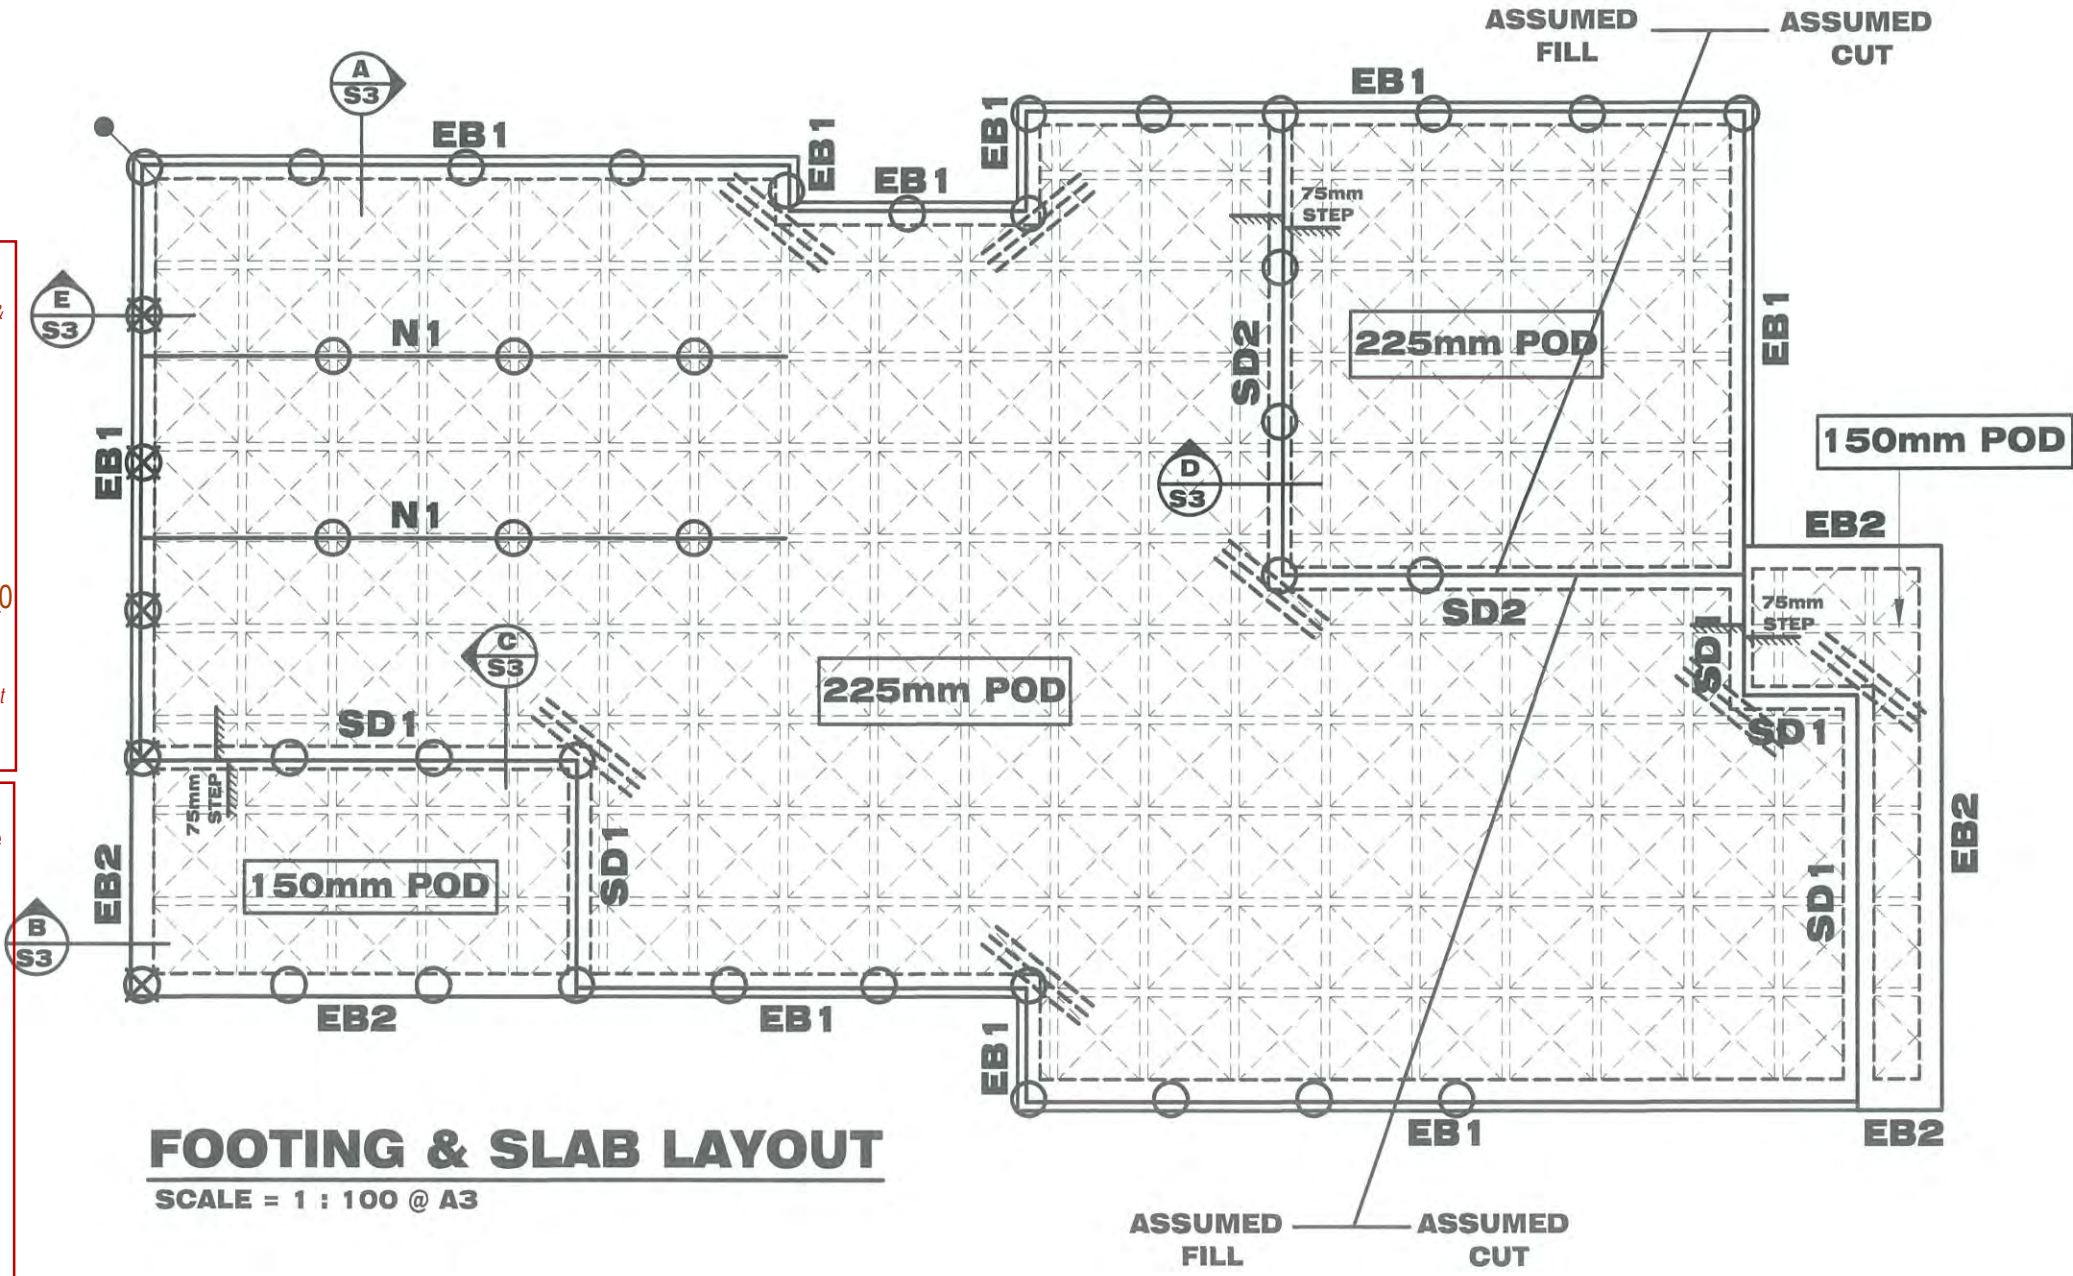 ASSUMED
FILL
ASSUMED
CUT
A
S3
EB1
EB1
EB1
EB1
EB1
75mm
STEP
E
S3
&
N1
SD2
225mm POD
EB1
150mm POD
EB1
D
S3
N1
EB2
0
SD2
75mm
STEP
SD1
C
S3
t
225mm POD
SD1
SD1
75mm
STEP
150mm POD
SD1
EB2
SD1
EB2
e
B
S3
EB2
EB1
EB1
EB1
EB2
FOOTING & SLAB LAYOUT
SCALE = 1 : 100 @ A3
ASSUMED
FILL
ASSUMED
CUT